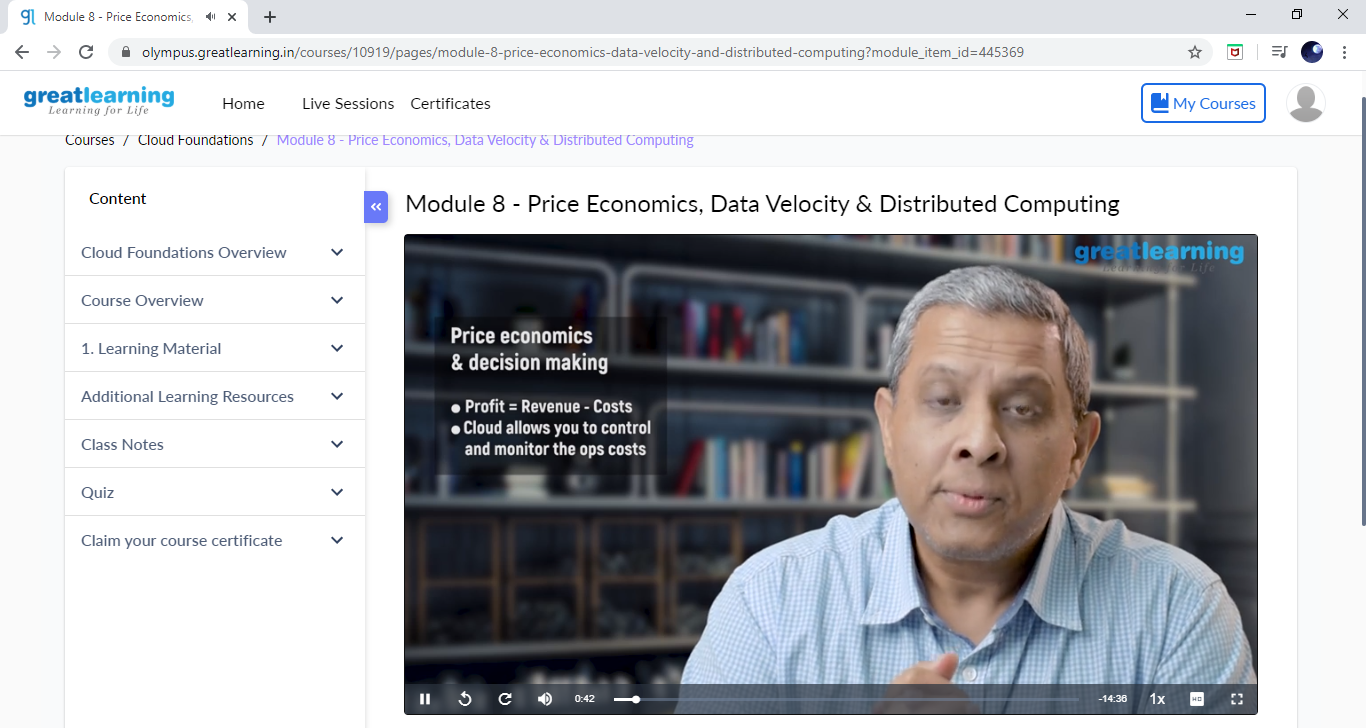 Module 8 - Price Economics,
olympus.greatlearning.in/courses/10919/pages/module-8-price-economics-data-velocity-and-distributed-computing?module_item_id=445369
greatlearning
Learning for Life
Home Live Sessions Certificates
My Courses
Courses / Cloud Foundations / Module 8 - Price Economics, Data Velocity & Distributed Computing
Content
Cloud Foundations Overview
Course Overview
1. Learning Material
Additional Learning Resources
Class Notes
Quiz
Claim your course certificate
Module 8 - Price Economics, Data Velocity & Distributed Computing
greatlearning
Learning for Life
Price economics
& decision making
● Profit = Revenue - Costs
● Cloud allows you to control
and monitor the ops costs
0:42 -14:36 1x HD